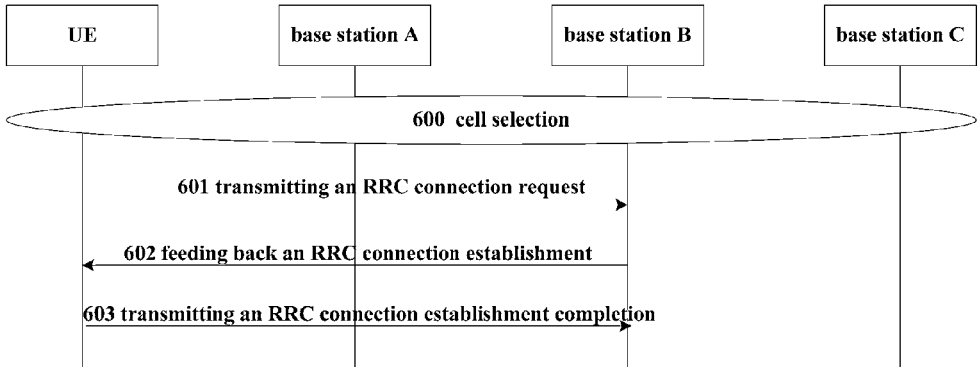 UE
base station A
base station B
base station C
600 cell selection
601 transmitting an RRC connection request
602 feeding back an RRC connection establishment
603 transmitting an RRC connection establishment completion